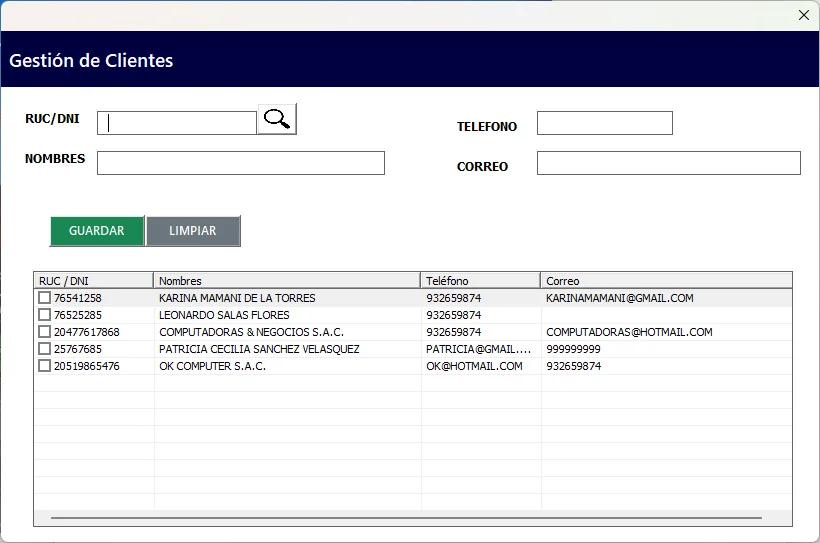 Gestión de Clientes
RUC/DNI
TELEFONO
NOMBRES
CORREO
GUARDAR LIMPIAR
RUC / DNI Nombres Teléfono Correo
76541258 KARINA MAMANI DE LA TORRES 932659874 KARINAMAMANI@GMAIL.COM
76525285 LEONARDO SALAS FLORES 932659874
20477617868 COMPUTADORAS & NEGOCIOS S.A.C. 932659874 COMPUTADORAS@HOTMAIL.COM
25767685 PATRICIA CECILIA SANCHEZ VELASQUEZ PATRICIA@GMAIL.... 999999999
20519865476 OK COMPUTER S.A.C. OK@HOTMAIL.COM 932659874